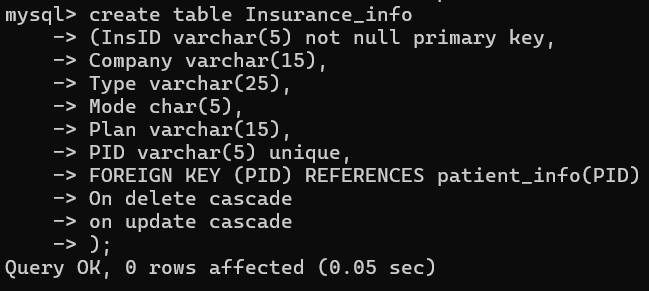 mysql> create table Insurance_info
    -> (InsID varchar(5) not null primary key,
    -> Company varchar(15),
    -> Type varchar(25),
    -> Mode char(5),
    -> Plan varchar(15),
    -> PID varchar(5) unique,
    -> FOREIGN KEY (PID) REFERENCES patient_info(PID)
    -> On delete cascade
    -> on update cascade
    -> );
Query OK, 0 rows affected (0.05 sec)